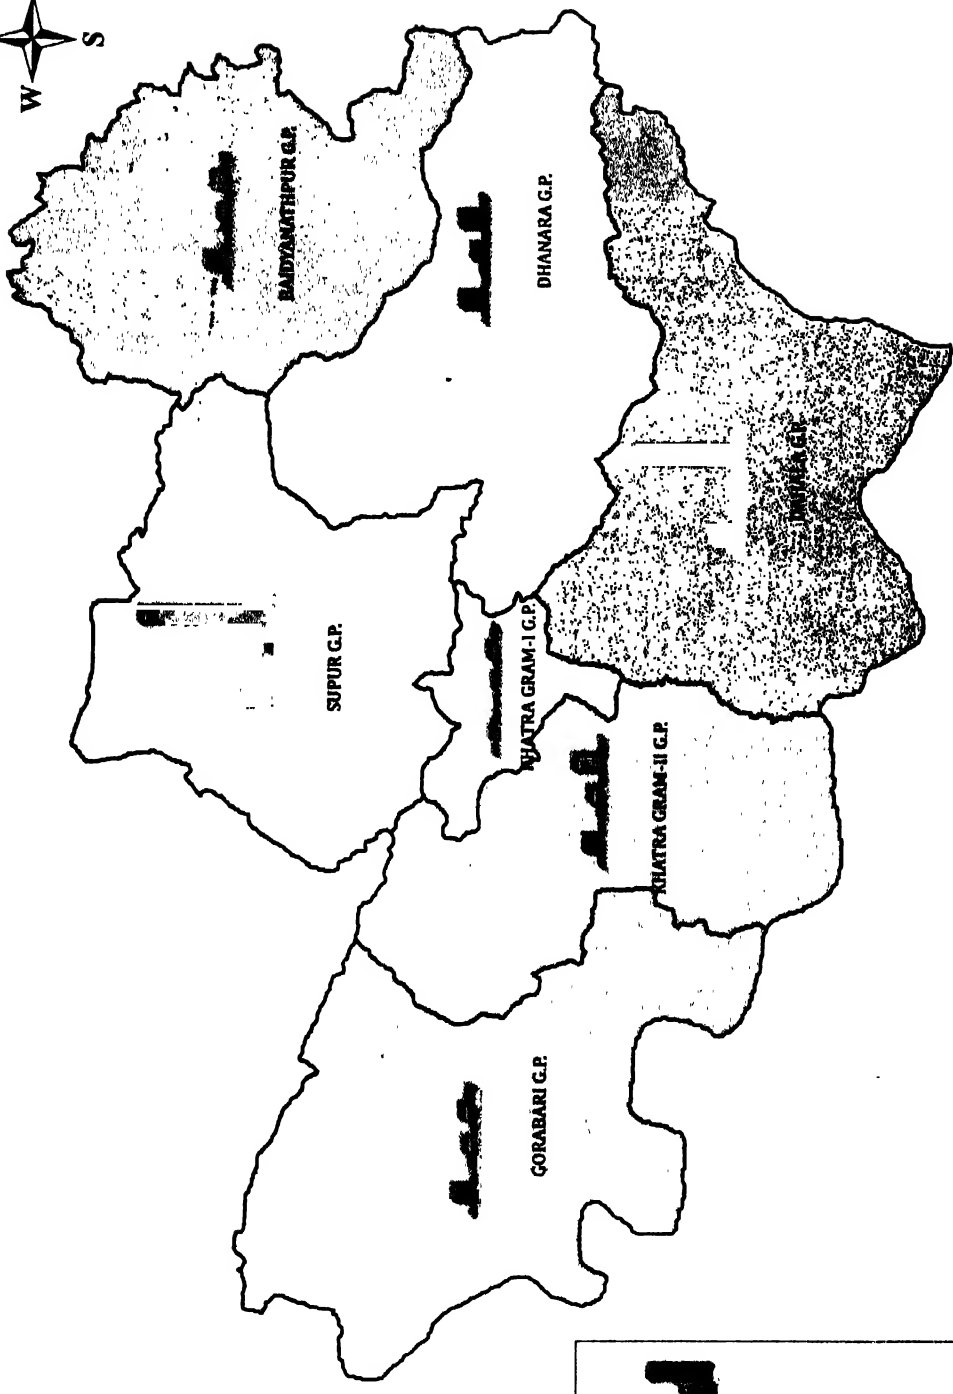 W
S
BAIDYANATHPUR G.P.
DHANARA G.P.
SUPUR G.P.
KHATRA GRAM-I G.P.
KHATRA GRAM-II G.P.
GORABARI G.P.